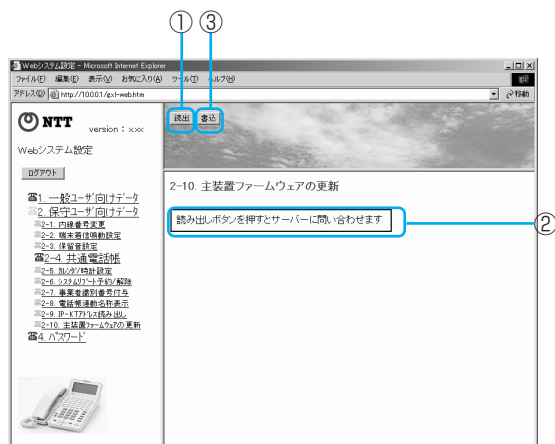 ① ③
Webシステム設定 - Microsoft Internet Explorer
ファイル(F) 編集(E) 表示(V) お気に入り(A) ツール(T) ヘルプ(H)
アドレス(D) http://10.0.0.1/gxl-web.htm 移動
NTT version : x.xx
Webシステム設定
ログアウト
1. 一般ユーザ向けデータ
2. 保守ユーザ向けデータ
2-1. 内線番号変更
2-2. 端末着信鳴動設定
2-3. 保留音設定
2-4. 共通電話帳
2-5. カレンダ/時計設定
2-6. システムリブート予約/解除
2-7. 事業者識別番号付与
2-8. 電話帳連動名称表示
2-9. IP-KTアドレス読み出し
2-10. 主装置ファームウェアの更新
4. パスワード
読出 書込
2-10. 主装置ファームウェアの更新
読み出しボタンを押すとサーバーに問い合わせます
②